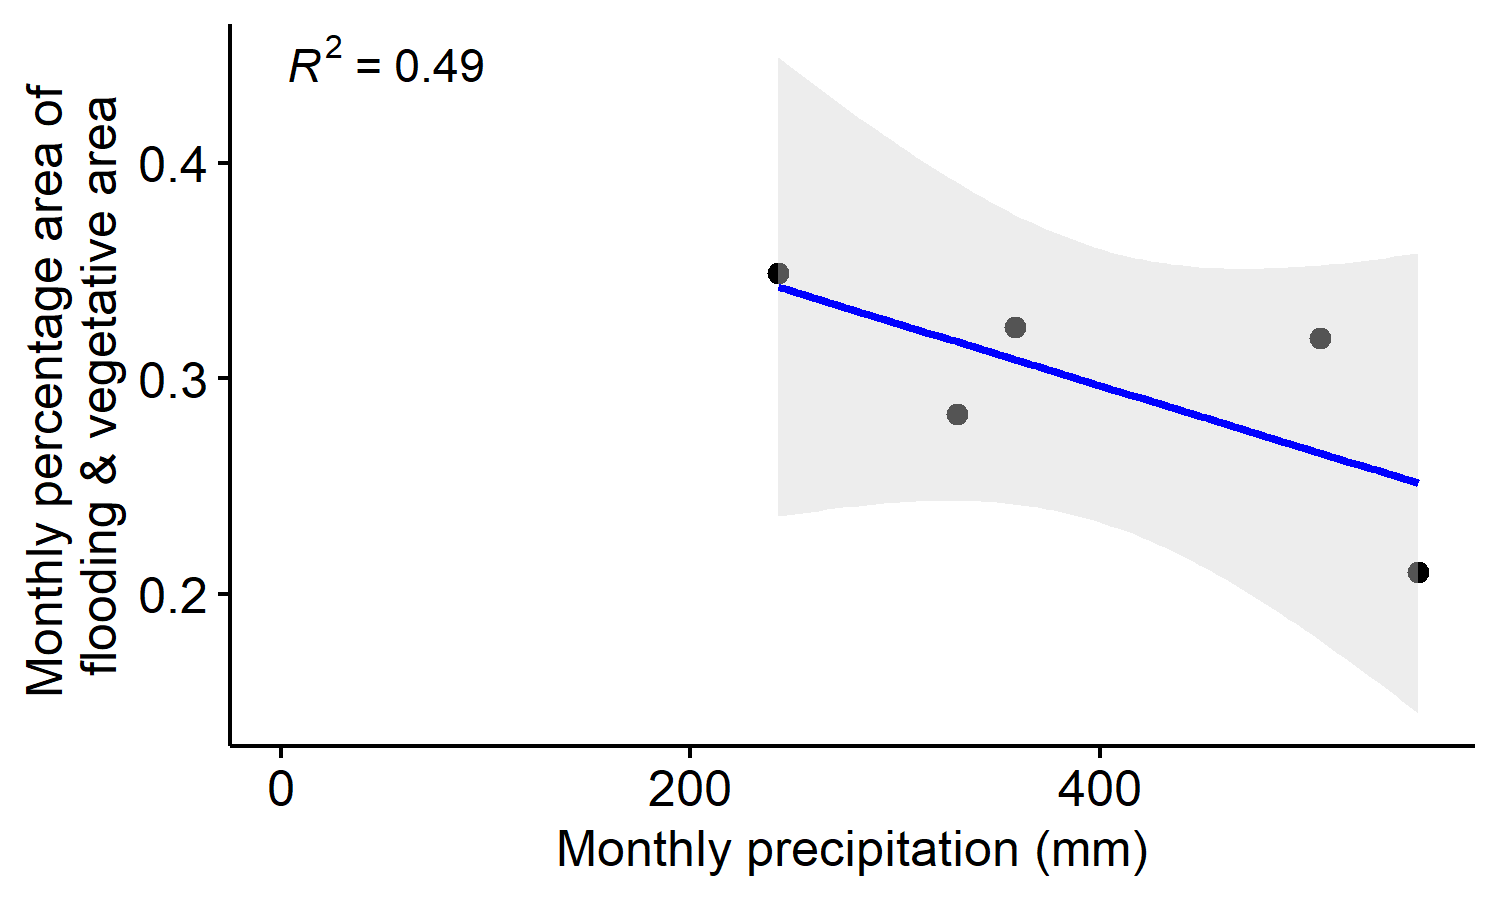 R² = 0.49
Monthly percentage area of
flooding & vegetative area
0.4
0.3
0.2
0 200 400
Monthly precipitation (mm)